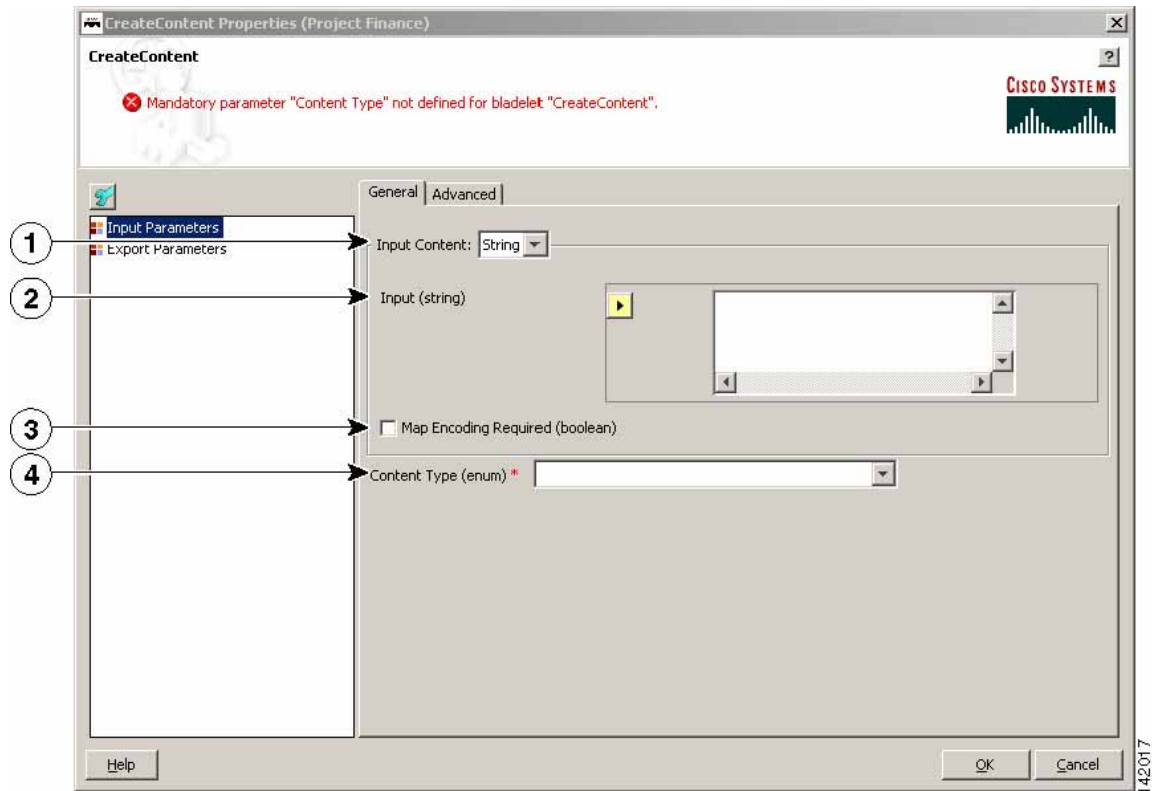 CreateContent Properties (Project Finance)
CreateContent
?
Mandatory parameter "Content Type" not defined for bladelet "CreateContent".
CISCO SYSTEMS
General
Advanced
Input Parameters
Export Parameters
1
Input Content: String
2
Input (string)
3
Map Encoding Required (boolean)
4
Content Type (enum) *
Help
OK
Cancel
142017